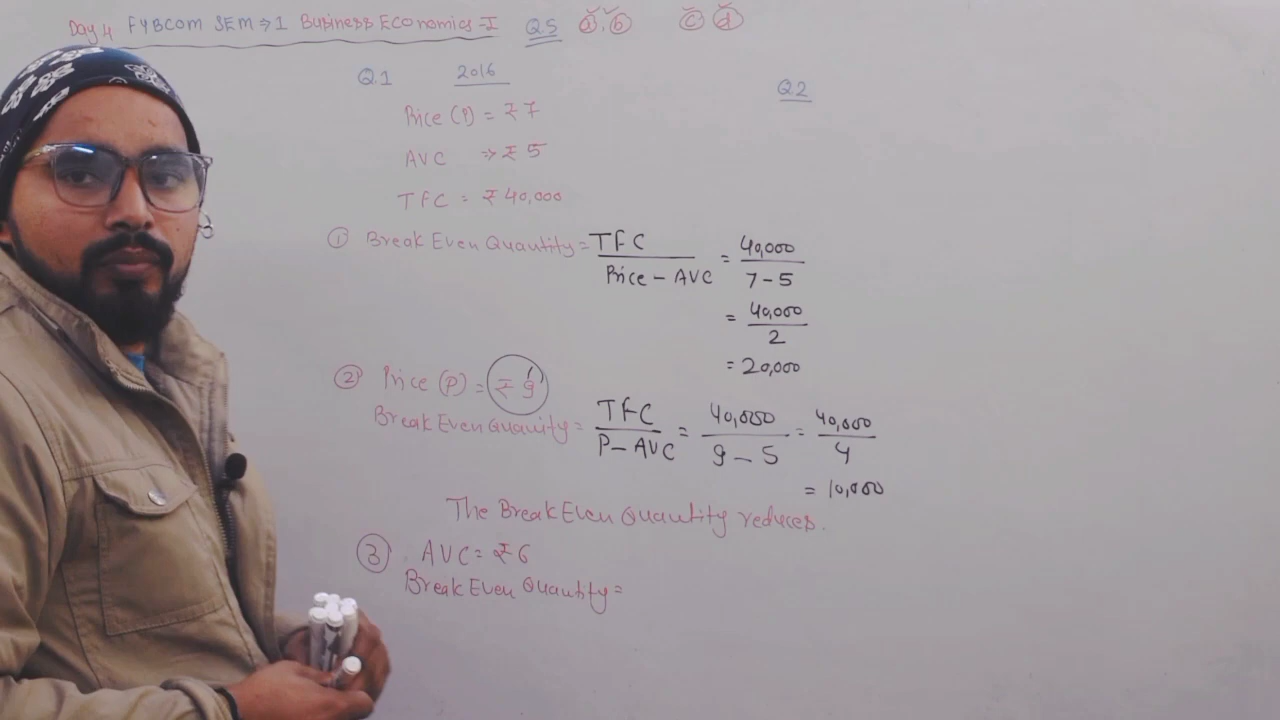 Day 4 FYBCOM SEM ⇒ 1 Business Economics - I Q.5 a, b c d
Q.1 2016
Q.2
Price (P) = ₹ 7
AVC ⇒ ₹ 5
TFC = ₹ 40,000
① Break Even Quantity = TFC / Price - AVC = 40,000 / 7 - 5
= 40,000 / 2
= 20,000
② Price (P) = ₹ 9
Break Even Quanity = TFC / P - AVC = 40,000 / 9 - 5 = 40,000 / 4
= 10,000
The Break Even Quantity reduces.
③ AVC = ₹ 6
Break Even Quantity =